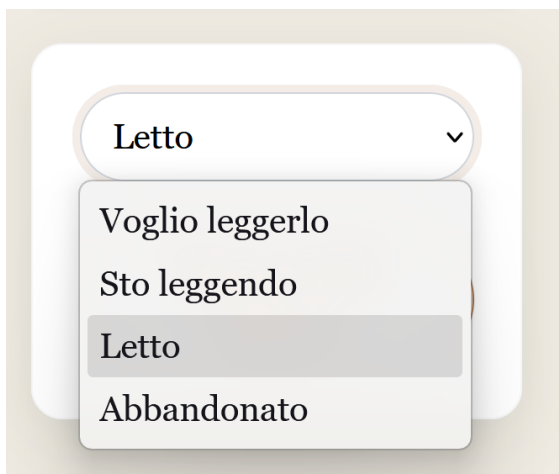 Letto
Voglio leggerlo
Sto leggendo
Letto
Abbandonato